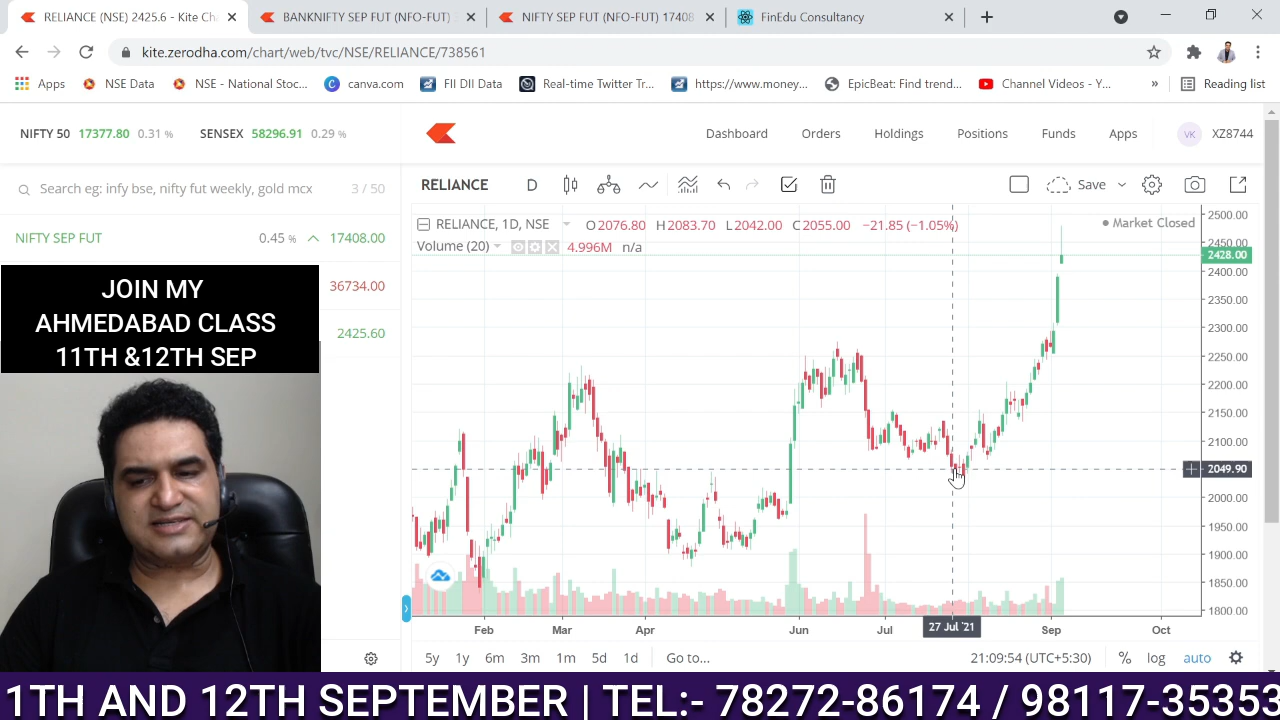 RELIANCE (NSE) 2425.6 - Kite Ch
BANKNIFTY SEP FUT (NFO-FUT)
NIFTY SEP FUT (NFO-FUT) 17408
FinEdu Consultancy
kite.zerodha.com/chart/web/tvc/NSE/RELIANCE/738561
Apps
NSE Data
NSE - National Stoc...
canva.com
FII DII Data
Real-time Twitter Tr...
https://www.money...
EpicBeat: Find trend...
Channel Videos - Y...
»
Reading list
NIFTY 50 17377.80 0.31 %
SENSEX 58296.91 0.29 %
Dashboard
Orders
Holdings
Positions
Funds
Apps
VK
XZ8744
Search eg: infy bse, nifty fut weekly, gold mcx
3 / 50
NIFTY SEP FUT 0.45 % 17408.00
36734.00
2425.60
JOIN MY
AHMEDABAD CLASS
11TH &12TH SEP
RELIANCE
D
Save
RELIANCE, 1D, NSE
O2076.80 H2083.70 L2042.00 C2055.00 −21.85 (−1.05%)
Market Closed
Volume (20)
4.996M n/a
2500.00
2450.00
2428.00
2400.00
2350.00
2300.00
2250.00
2200.00
2150.00
2100.00
2049.90
2000.00
1950.00
1900.00
1850.00
1800.00
Feb
Mar
Apr
Jun
Jul
27 Jul '21
Sep
Oct
5y 1y 6m 3m 1m 5d 1d
Go to...
21:09:54 (UTC+5:30)
%
log
auto
1TH AND 12TH SEPTEMBER | TEL:- 78272-86174 / 98117-35353